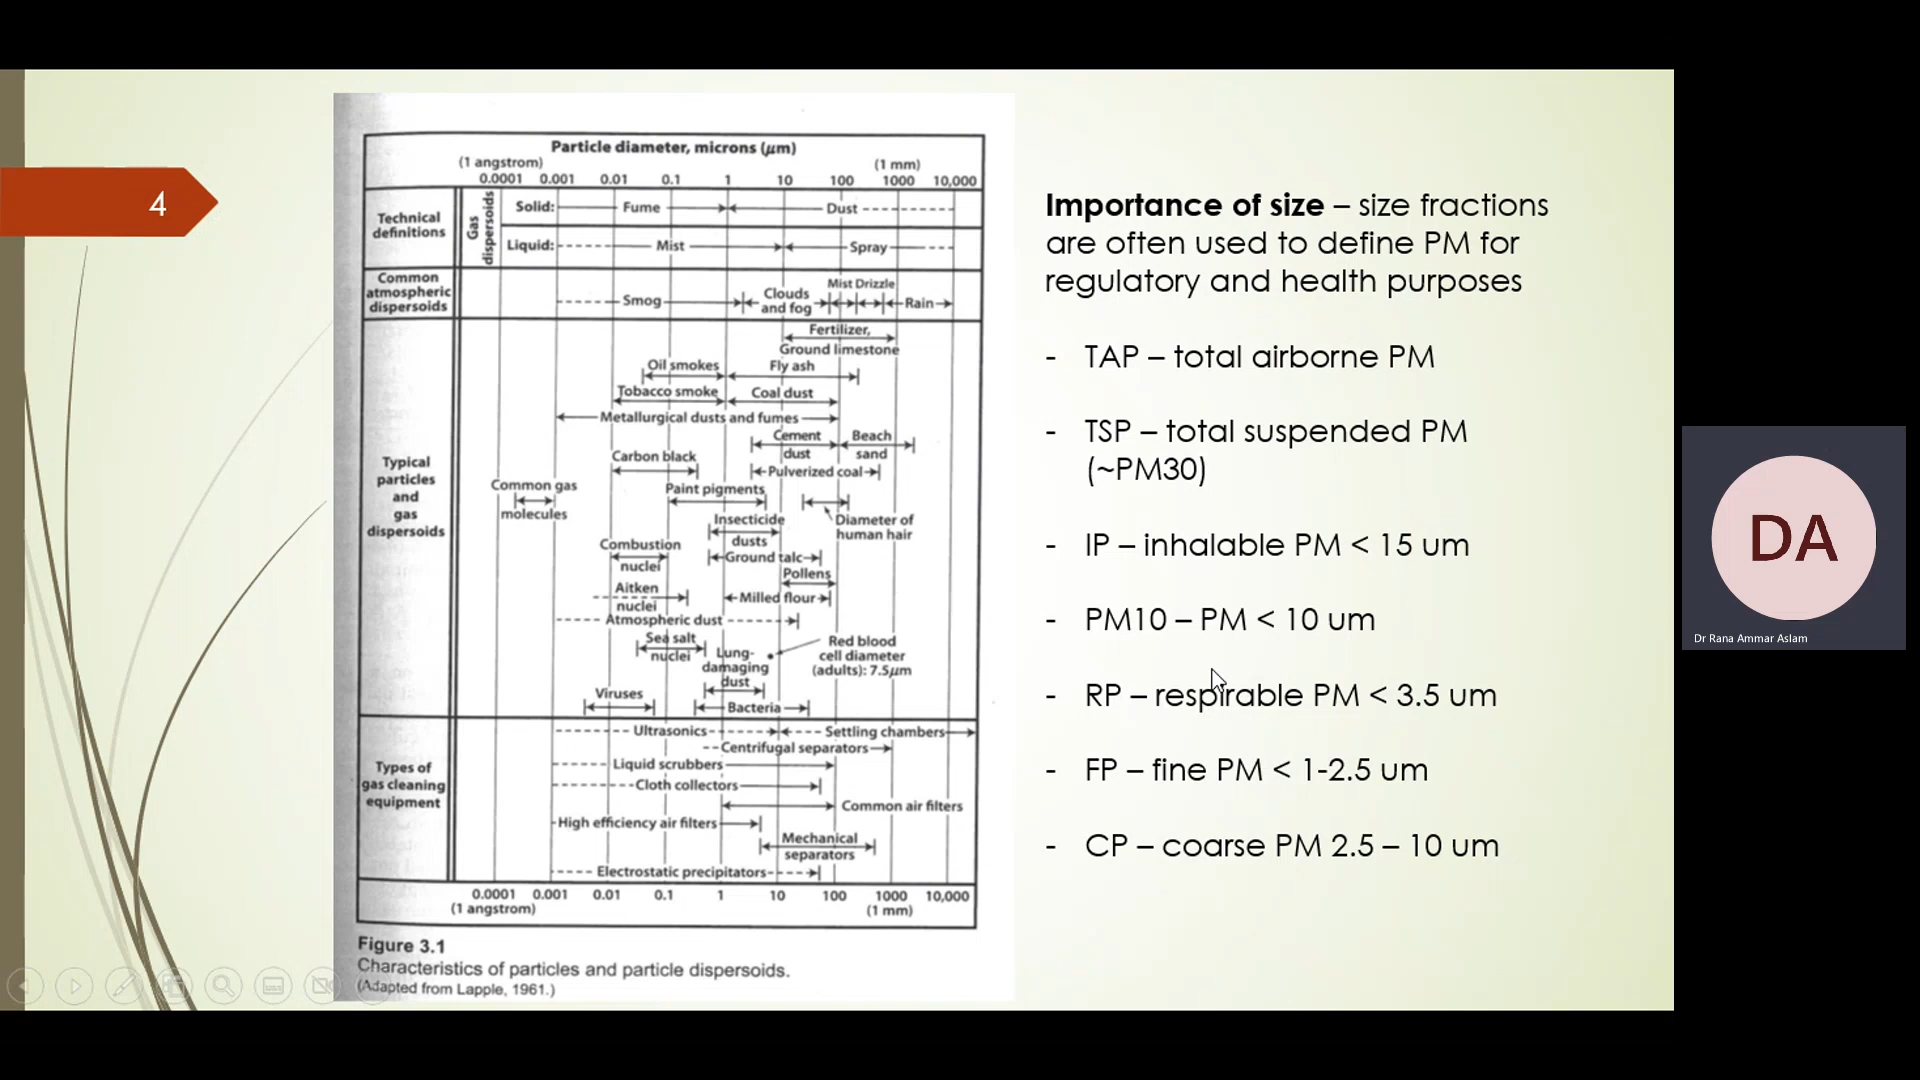 4
Particle diameter, microns (μm)
(1 angstrom) (1 mm)
0.0001 0.001 0.01 0.1 1 10 100 1000 10,000
Technical
definitions
Gas
dispersoids
Solid: Fume Dust
Liquid: Mist Spray
Common
atmospheric
dispersoids
Smog
Clouds
and fog
Mist Drizzle
Rain
Typical
particles
and
gas
dispersoids
Fertilizer,
Ground limestone
Oil smokes
Fly ash
Tobacco smoke
Coal dust
Metallurgical dusts and fumes
Cement
dust
Beach
sand
Carbon black
Pulverized coal
Common gas
molecules
Paint pigments
Diameter of
human hair
Insecticide
dusts
Combustion
nuclei
Ground talc
Pollens
Aitken
nuclei
Milled flour
Atmospheric dust
Sea salt
nuclei
Lung-
damaging
dust
Red blood
cell diameter
(adults): 7.5μm
Viruses
Bacteria
Types of
gas cleaning
equipment
Ultrasonics
Settling chambers
Centrifugal separators
Liquid scrubbers
Cloth collectors
Common air filters
High efficiency air filters
Mechanical
separators
Electrostatic precipitators
0.0001 0.001 0.01 0.1 1 10 100 1000 10,000
(1 angstrom) (1 mm)
Figure 3.1
Characteristics of particles and particle dispersoids.
(Adapted from Lapple, 1961.)
Importance of size – size fractions
are often used to define PM for
regulatory and health purposes
- TAP – total airborne PM
- TSP – total suspended PM
(~PM30)
- IP – inhalable PM < 15 um
- PM10 – PM < 10 um
- RP – respirable PM < 3.5 um
- FP – fine PM < 1-2.5 um
- CP – coarse PM 2.5 – 10 um
DA
Dr Rana Ammar Aslam